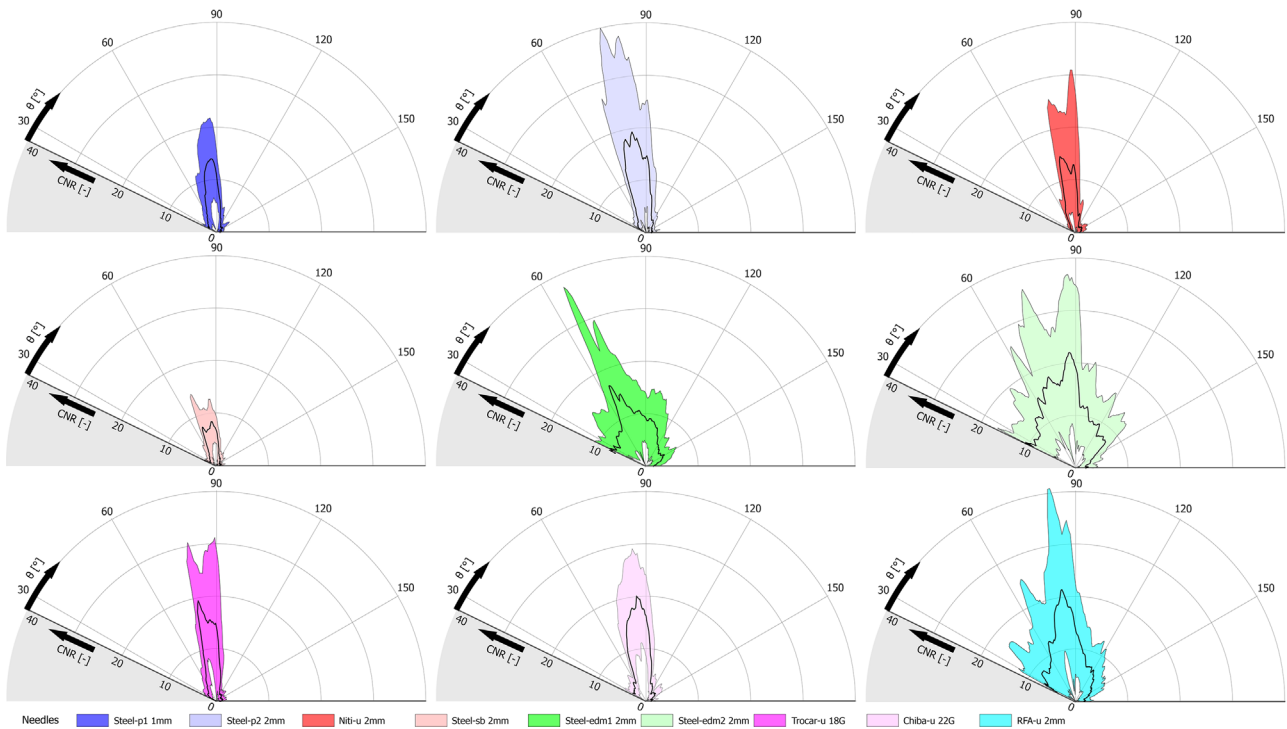 90 90 90
60 120 60 120 60 120
θ [°] θ [°] θ [°]
30 150 30 150 30 150
40 CNR [-] 20 10 0 40 CNR [-] 20 10 0 40 CNR [-] 20 10 0
90 90 90
60 120 60 120 60 120
θ [°] θ [°] θ [°]
30 150 30 150 30 150
40 CNR [-] 20 10 0 40 CNR [-] 20 10 0 40 CNR [-] 20 10 0
90 90 90
60 120 60 120 60 120
θ [°] θ [°] θ [°]
30 150 30 150 30 150
40 CNR [-] 20 10 0 40 CNR [-] 20 10 0 40 CNR [-] 20 10 0
Needles Steel-p1 1mm Steel-p2 2mm Niti-u 2mm Steel-sb 2mm Steel-edm1 2mm Steel-edm2 2mm Trocar-u 18G Chiba-u 22G RFA-u 2mm